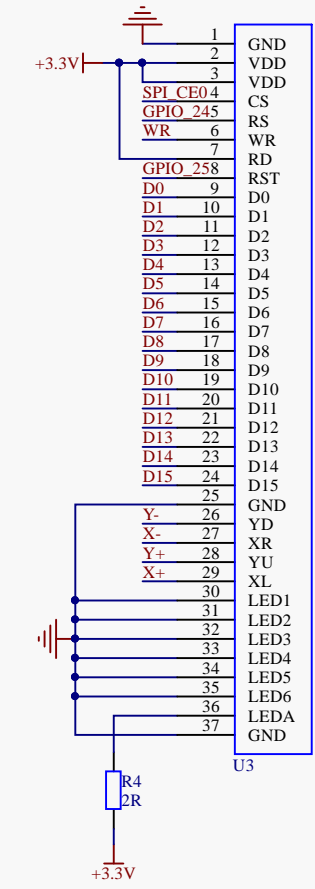 1 GND
+3.3V 2 VDD
3 VDD
SPI_CE0 4 CS
GPIO_24 5 RS
WR 6 WR
7 RD
GPIO_25 8 RST
D0 9 D0
D1 10 D1
D2 11 D2
D3 12 D3
D4 13 D4
D5 14 D5
D6 15 D6
D7 16 D7
D8 17 D8
D9 18 D9
D10 19 D10
D11 20 D11
D12 21 D12
D13 22 D13
D14 23 D14
D15 24 D15
25 GND
Y- 26 YD
X- 27 XR
Y+ 28 YU
X+ 29 XL
30 LED1
31 LED2
32 LED3
33 LED4
34 LED5
35 LED6
36 LEDA
37 GND
U3
R4
2R
+3.3V